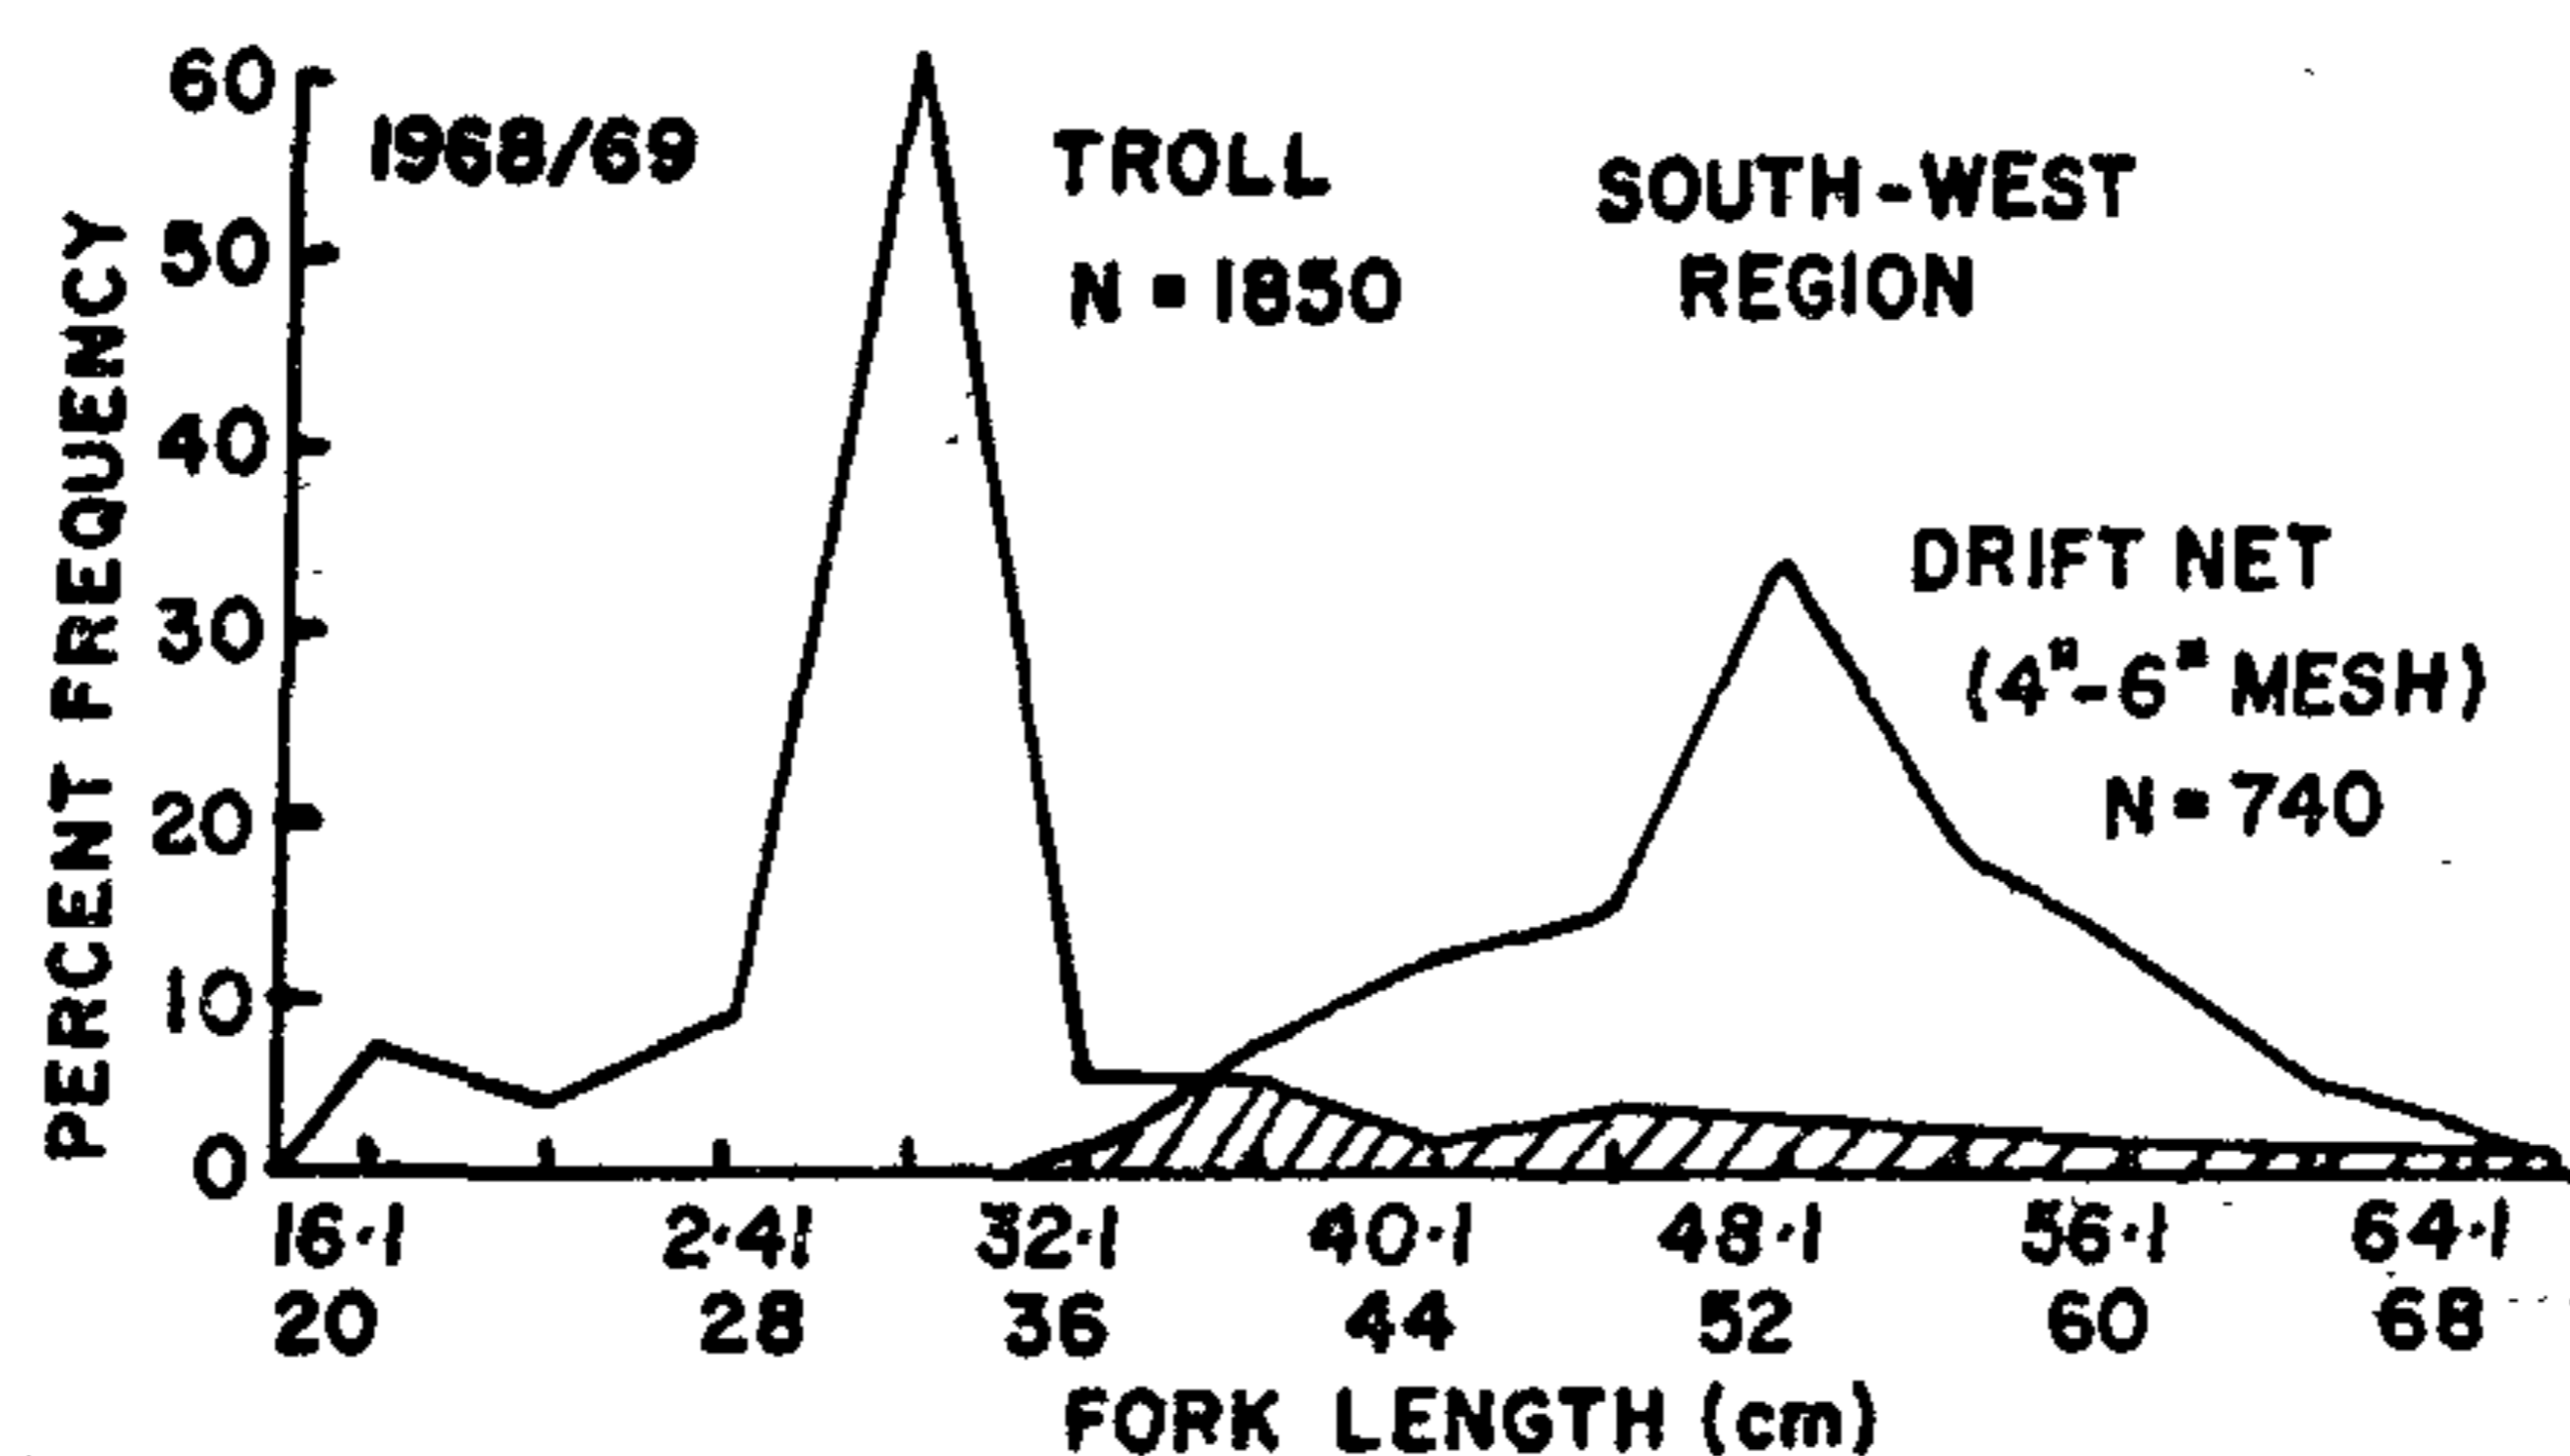 PERCENT FREQUENCY
60
50
40
30
20
10
0
1968/69
TROLL
N = 1850
SOUTH-WEST
REGION
DRIFT NET
(4"-6" MESH)
N = 740
16·1 2·41 32·1 40·1 48·1 56·1 64·1
20 28 36 44 52 60 68
FORK LENGTH (cm)